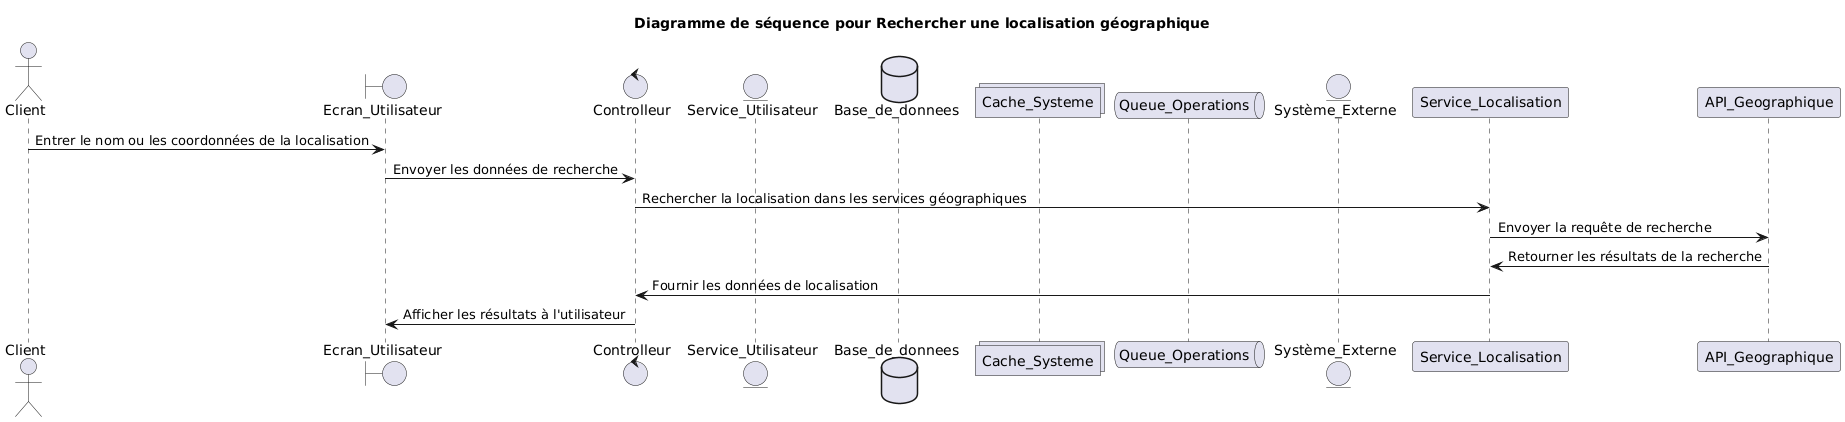 Diagramme de séquence pour Rechercher une localisation géographique
Client
Ecran_Utilisateur
Controlleur
Service_Utilisateur
Base_de_donnees
Cache_Systeme
Queue_Operations
Système_Externe
Service_Localisation
API_Geographique
Entrer le nom ou les coordonnées de la localisation
Envoyer les données de recherche
Rechercher la localisation dans les services géographiques
Envoyer la requête de recherche
Retourner les résultats de la recherche
Fournir les données de localisation
Afficher les résultats à l'utilisateur
Client
Ecran_Utilisateur
Controlleur
Service_Utilisateur
Base_de_donnees
Cache_Systeme
Queue_Operations
Système_Externe
Service_Localisation
API_Geographique